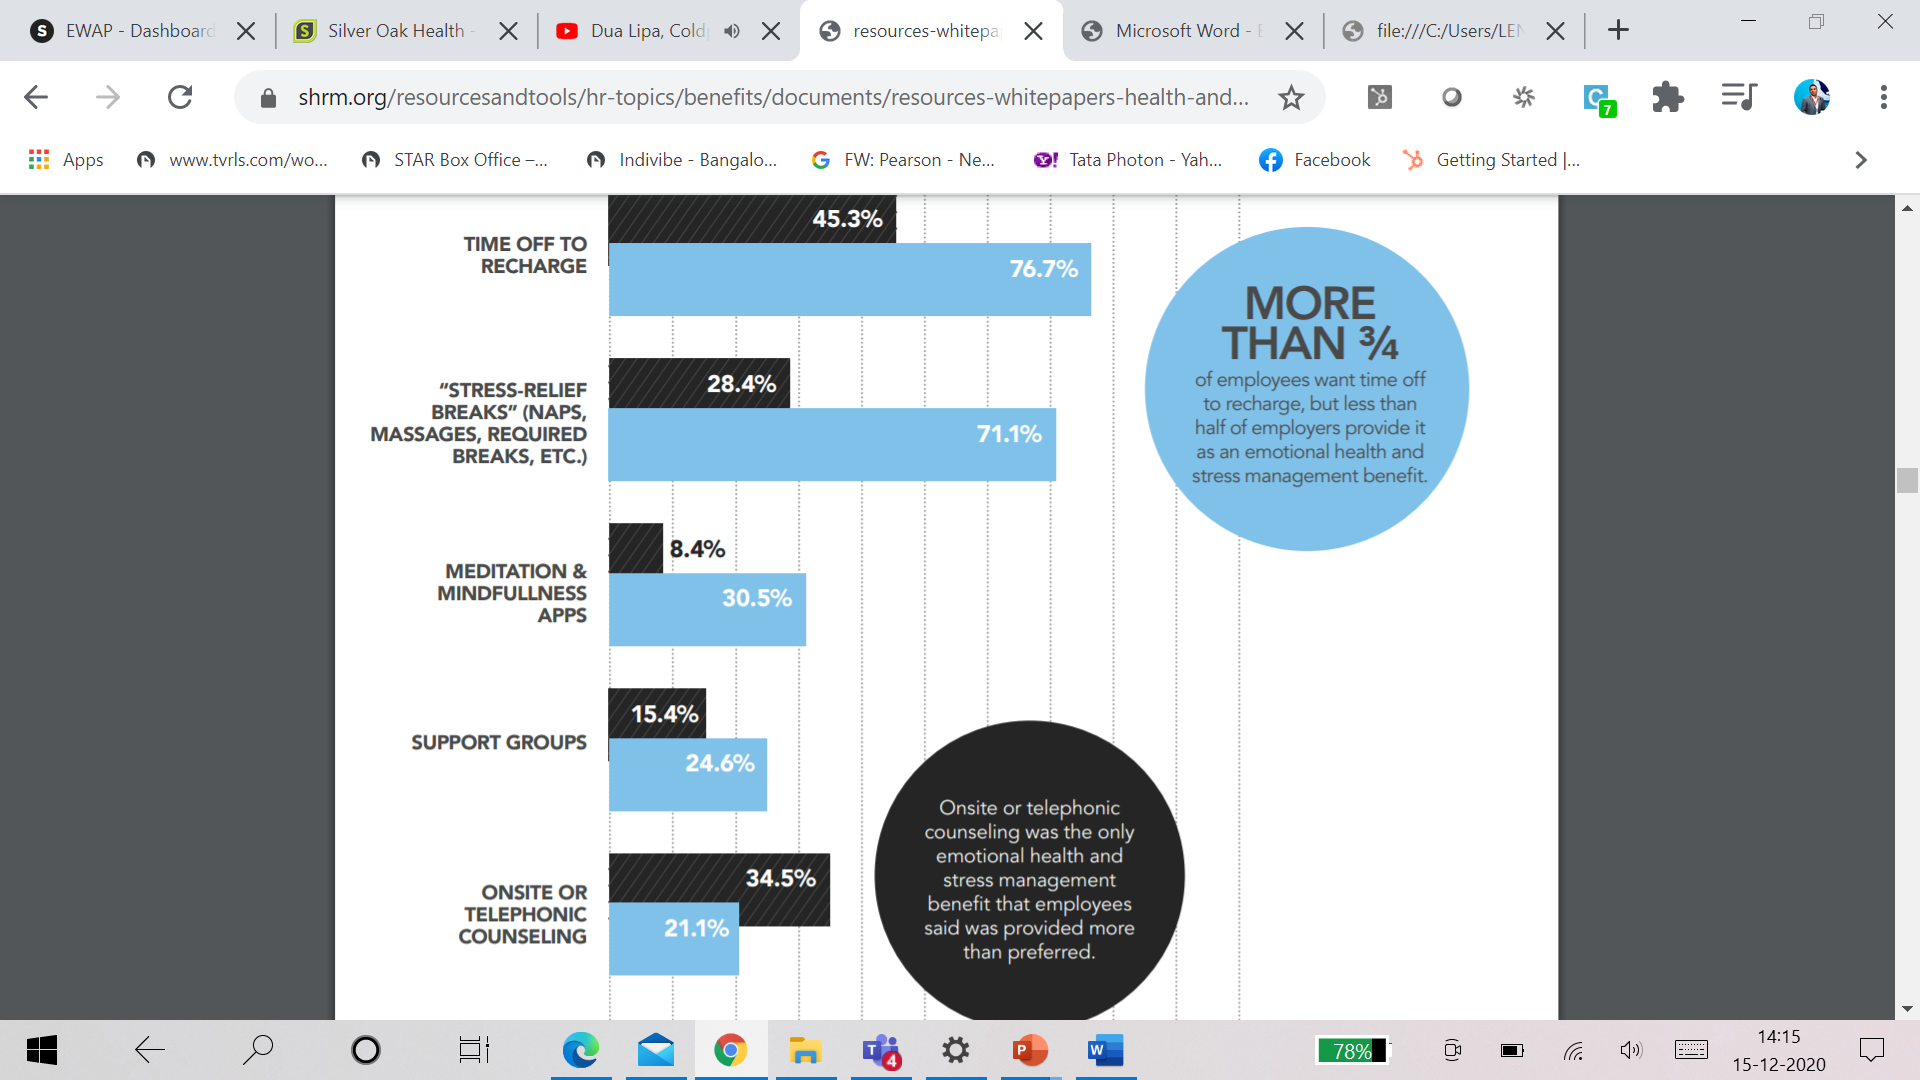 EWAP - Dashboard
Silver Oak Health -
Dua Lipa, Cold
resources-whitepa
Microsoft Word -
file:///C:/Users/LEN
shrm.org/resourcesandtools/hr-topics/benefits/documents/resources-whitepapers-health-and...
7
Apps
www.tvrls.com/wo...
STAR Box Office –...
Indivibe - Bangalo...
FW: Pearson - Ne...
Tata Photon - Yah...
Facebook
Getting Started |...
45.3%
TIME OFF TO
RECHARGE
76.7%
MORE
THAN ¾
of employees want time off
to recharge, but less than
half of employers provide it
as an emotional health and
stress management benefit.
28.4%
“STRESS-RELIEF
BREAKS” (NAPS,
MASSAGES, REQUIRED
BREAKS, ETC.)
71.1%
8.4%
MEDITATION &
MINDFULLNESS
APPS
30.5%
15.4%
SUPPORT GROUPS
24.6%
34.5%
ONSITE OR
TELEPHONIC
COUNSELING
21.1%
Onsite or telephonic
counseling was the only
emotional health and
stress management
benefit that employees
said was provided more
than preferred.
4
78%
14:15
15-12-2020